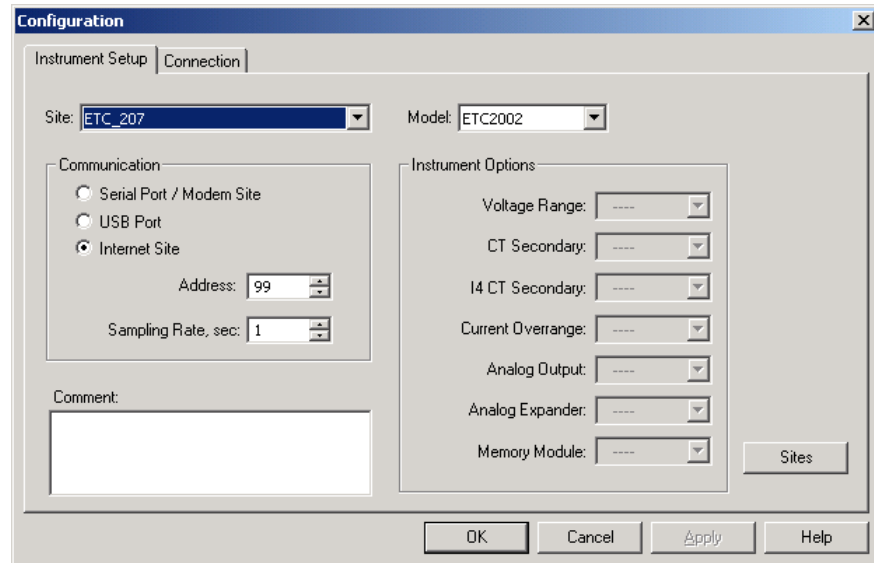 Configuration
Instrument Setup
Connection
Site: ETC_207
Model: ETC2002
Communication
Serial Port / Modem Site
USB Port
Internet Site
Address: 99
Sampling Rate, sec: 1
Comment:
Instrument Options
Voltage Range: ----
CT Secondary: ----
I4 CT Secondary: ----
Current Overrange: ----
Analog Output: ----
Analog Expander: ----
Memory Module: ----
Sites
OK
Cancel
Apply
Help